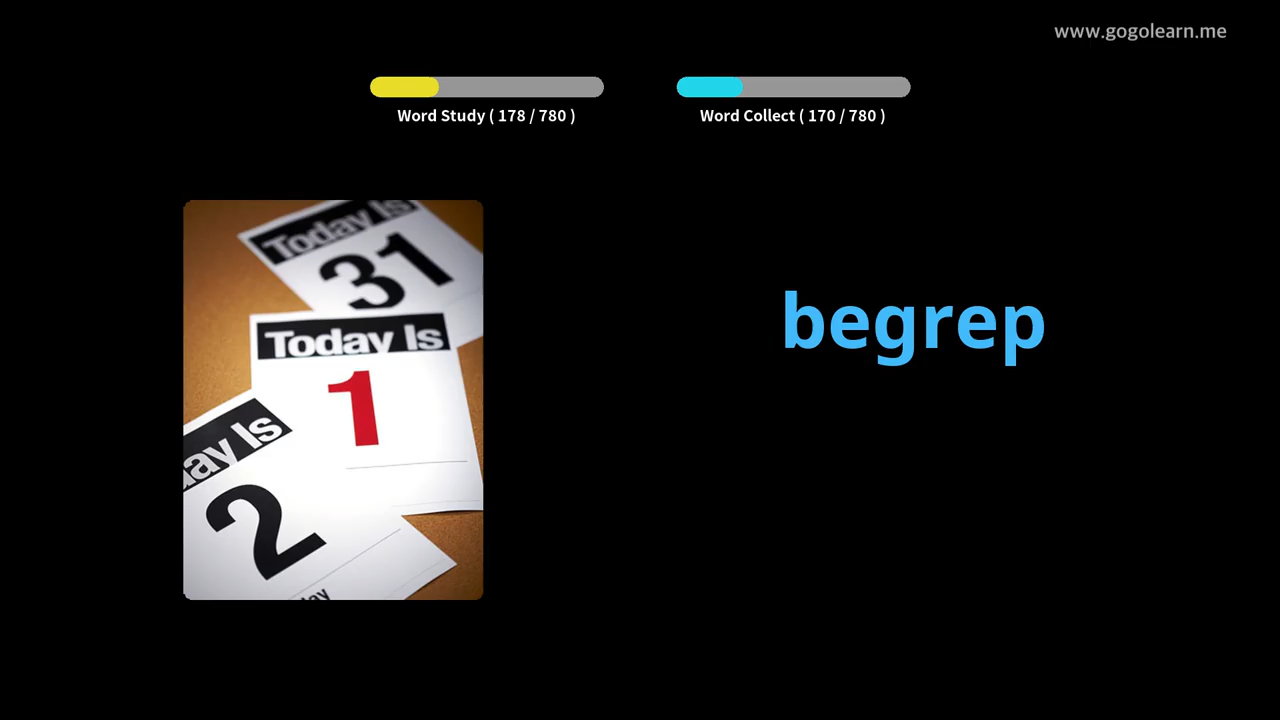 www.gogolearn.me
Word Study ( 178 / 780 )
Word Collect ( 170 / 780 )
Today Is
31
Today Is
1
ay Is
2
ay
begrep